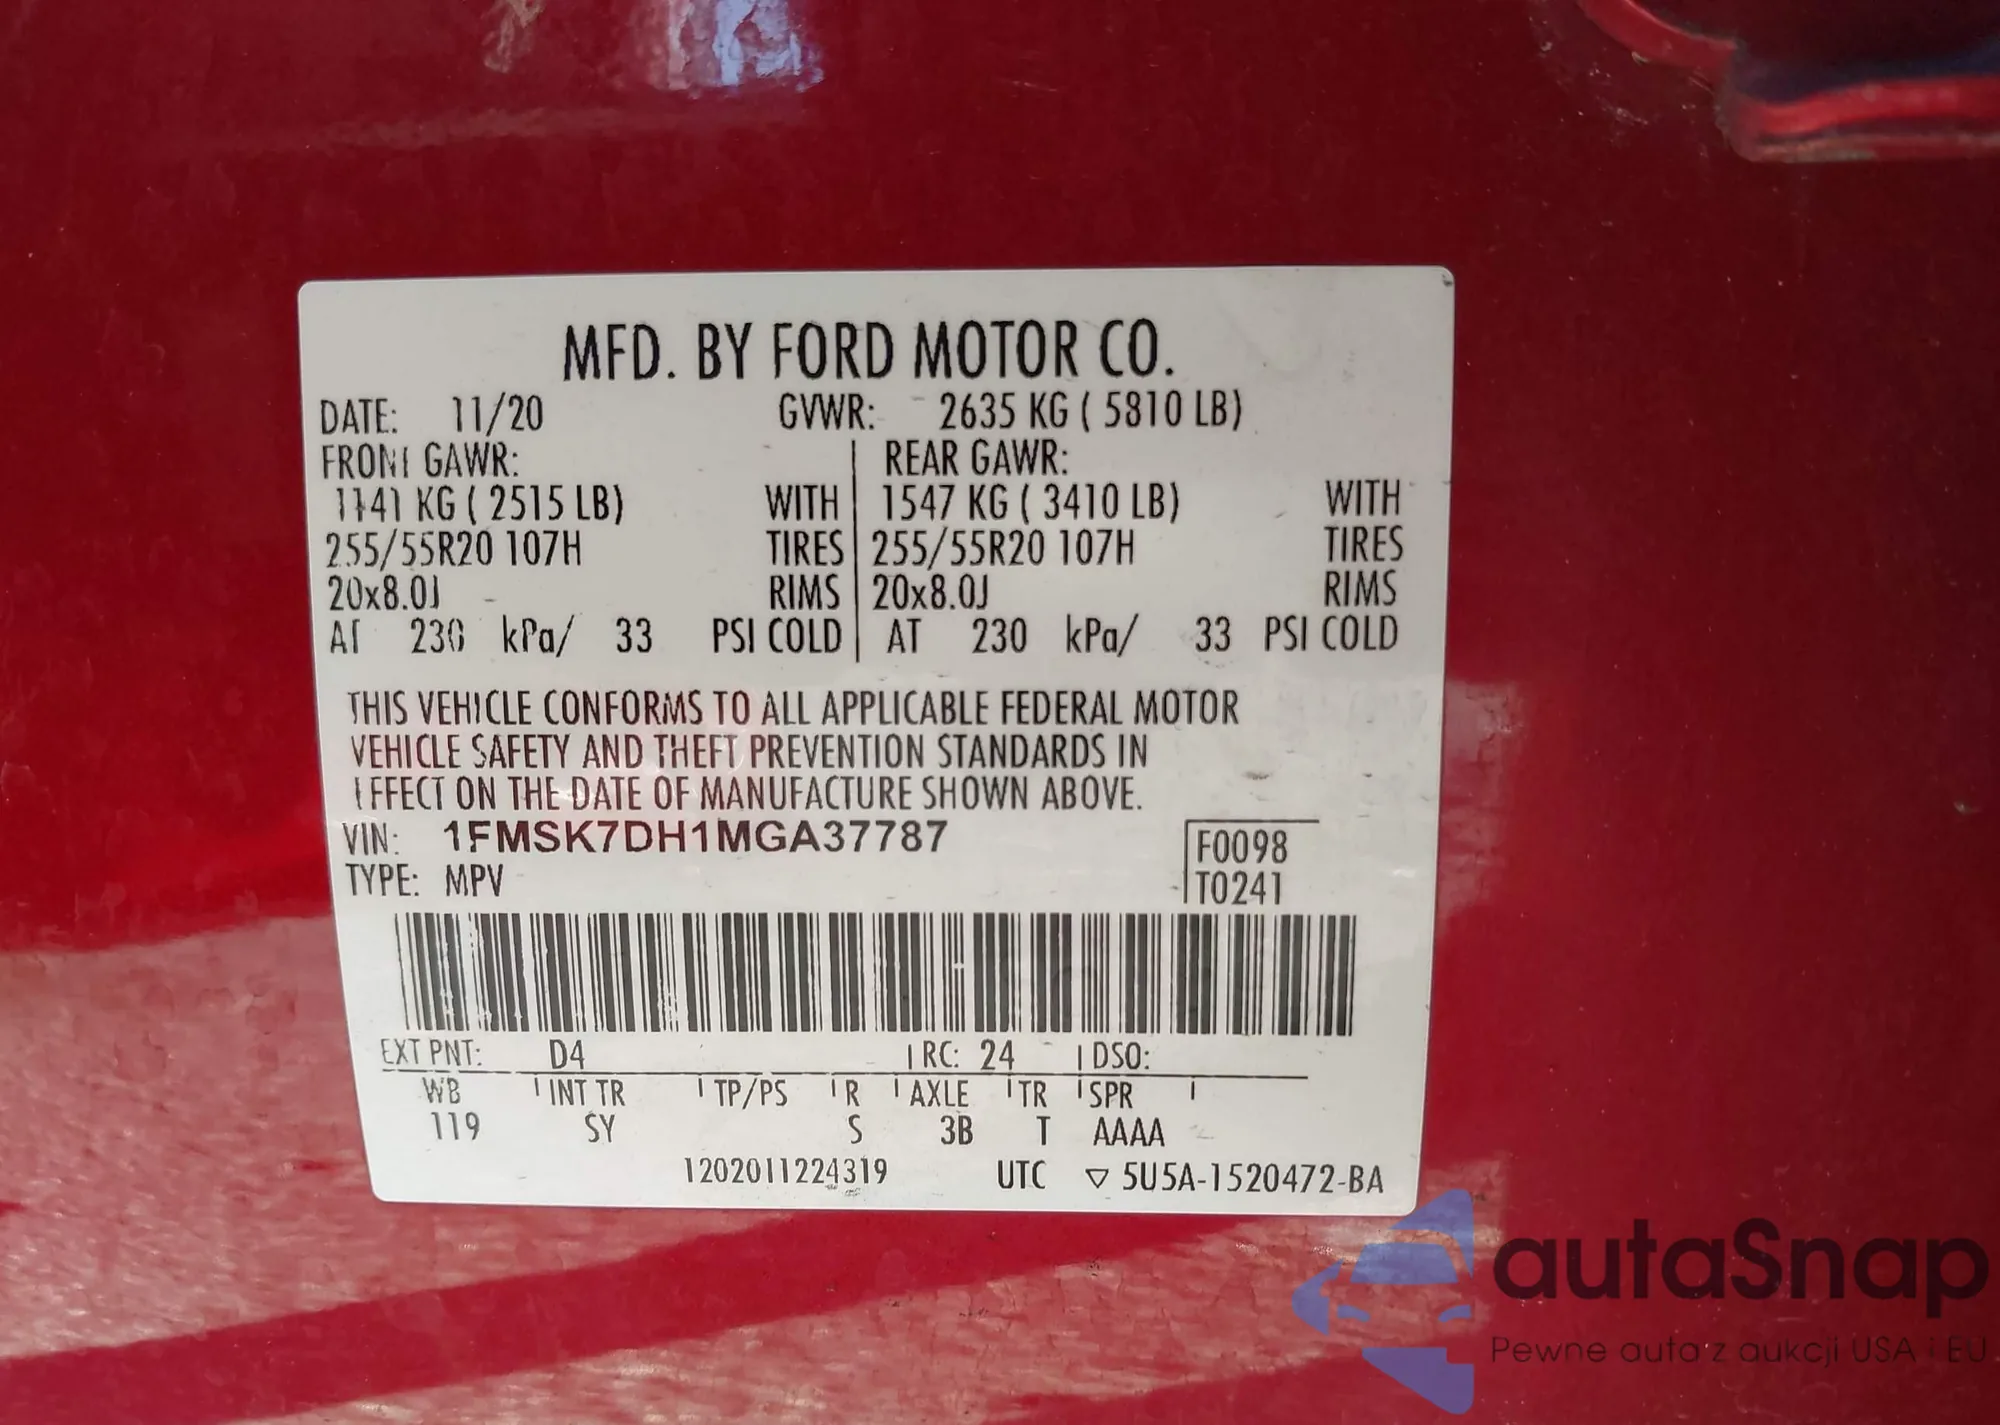 MFD. BY FORD MOTOR CO.
DATE: 11/20 GVWR: 2635 KG ( 5810 LB)
FRONT GAWR: REAR GAWR:
1141 KG ( 2515 LB) WITH 1547 KG ( 3410 LB) WITH
255/55R20 107H TIRES 255/55R20 107H TIRES
20x8.0J RIMS 20x8.0J RIMS
AT 230 kPa/ 33 PSI COLD AT 230 kPa/ 33 PSI COLD
THIS VEHICLE CONFORMS TO ALL APPLICABLE FEDERAL MOTOR
VEHICLE SAFETY AND THEFT PREVENTION STANDARDS IN
EFFECT ON THE DATE OF MANUFACTURE SHOWN ABOVE.
VIN: 1FMSK7DH1MGA37787 F0098
TYPE: MPV T0241
EXT PNT: D4 RC: 24 DSO:
WB INT TR TP/PS R AXLE TR SPR
119 SY S 3B T AAAA
1202011224319 UTC ▽ 5U5A-1520472-BA
autaSnap
Pewne auta z aukcji USA i EU